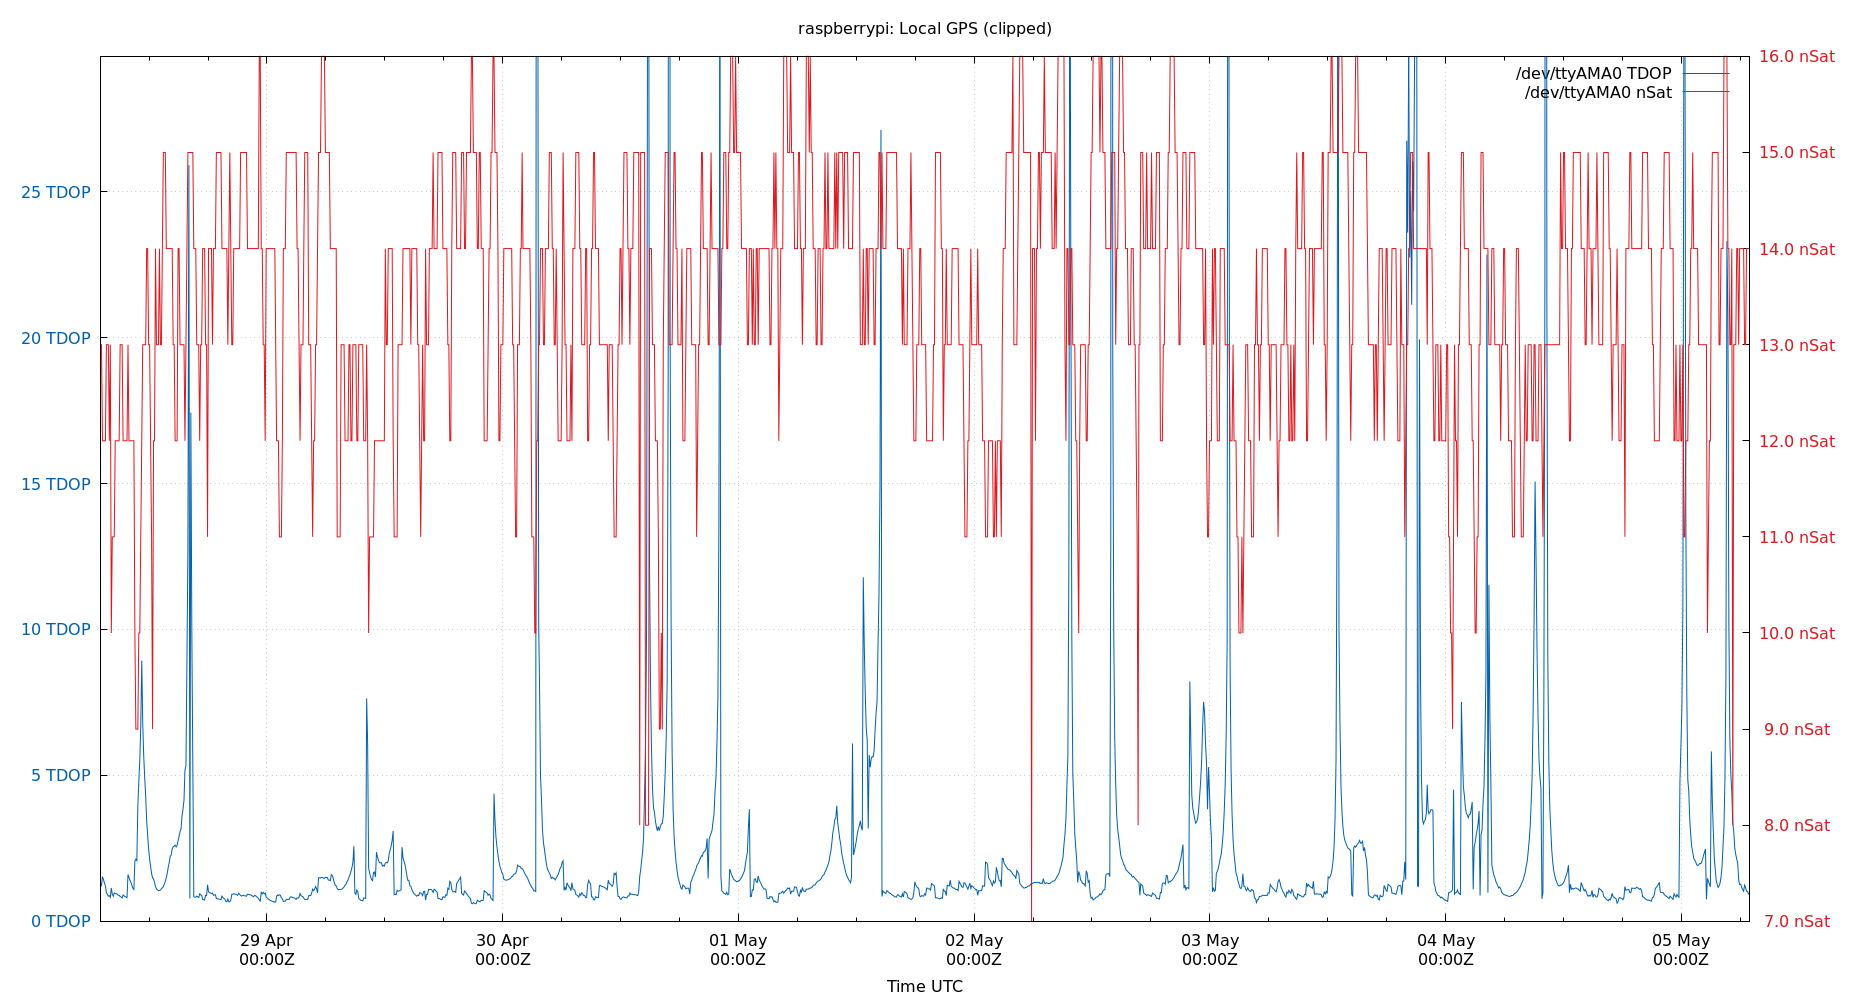 raspberrypi: Local GPS (clipped)
/dev/ttyAMA0 TDOP
/dev/ttyAMA0 nSat
25 TDOP
20 TDOP
15 TDOP
10 TDOP
5 TDOP
0 TDOP
16.0 nSat
15.0 nSat
14.0 nSat
13.0 nSat
12.0 nSat
11.0 nSat
10.0 nSat
9.0 nSat
8.0 nSat
7.0 nSat
29 Apr
00:00Z
30 Apr
00:00Z
01 May
00:00Z
02 May
00:00Z
03 May
00:00Z
04 May
00:00Z
05 May
00:00Z
Time UTC